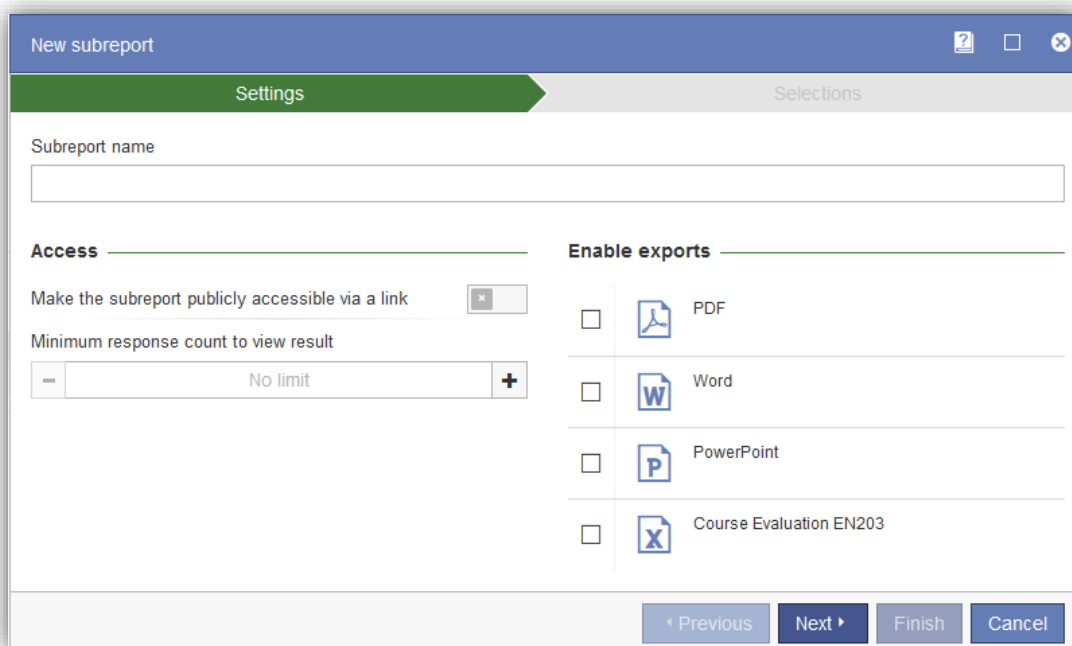 New subreport
Settings
Selections
Subreport name
Access
Make the subreport publicly accessible via a link
Minimum response count to view result
No limit
Enable exports
PDF
Word
PowerPoint
Course Evaluation EN203
Previous
Next
Finish
Cancel